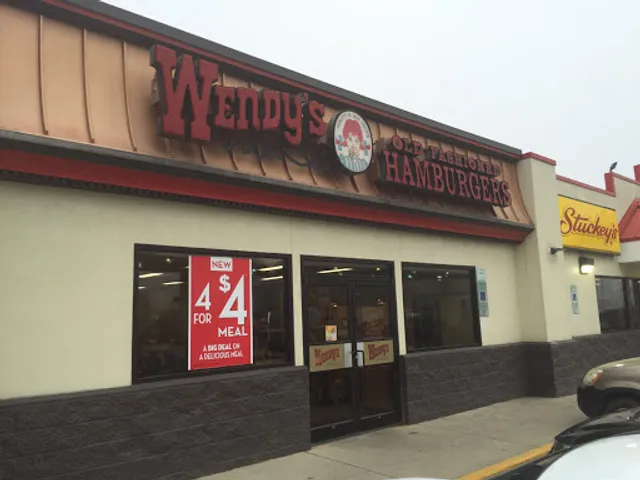 WENDY'S
OLD FASHIONED
HAMBURGERS
Stuckey's
NEW
4 FOR $4
MEAL
A BIG DEAL ON
A DELICIOUS MEAL
Wendy's
Wendy's